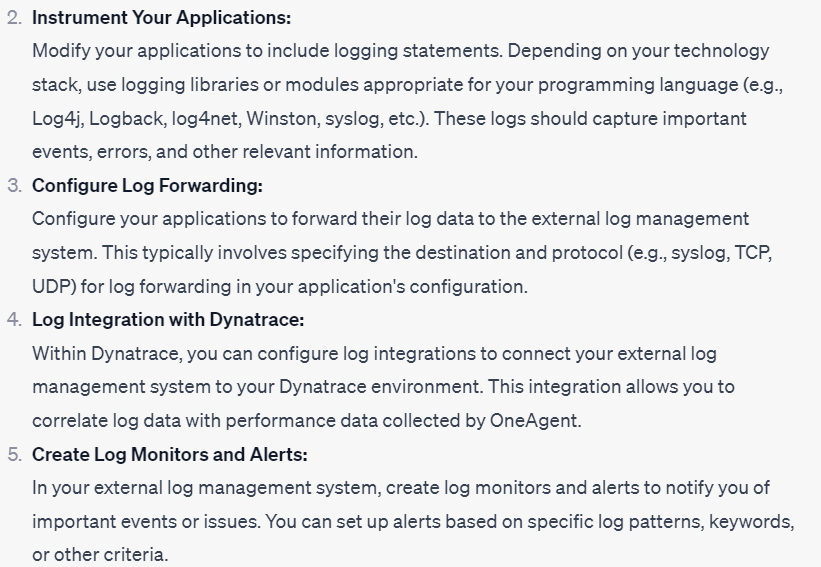 2. Instrument Your Applications:
Modify your applications to include logging statements. Depending on your technology
stack, use logging libraries or modules appropriate for your programming language (e.g.,
Log4j, Logback, log4net, Winston, syslog, etc.). These logs should capture important
events, errors, and other relevant information.
3. Configure Log Forwarding:
Configure your applications to forward their log data to the external log management
system. This typically involves specifying the destination and protocol (e.g., syslog, TCP,
UDP) for log forwarding in your application's configuration.
4. Log Integration with Dynatrace:
Within Dynatrace, you can configure log integrations to connect your external log
management system to your Dynatrace environment. This integration allows you to
correlate log data with performance data collected by OneAgent.
5. Create Log Monitors and Alerts:
In your external log management system, create log monitors and alerts to notify you of
important events or issues. You can set up alerts based on specific log patterns, keywords,
or other criteria.